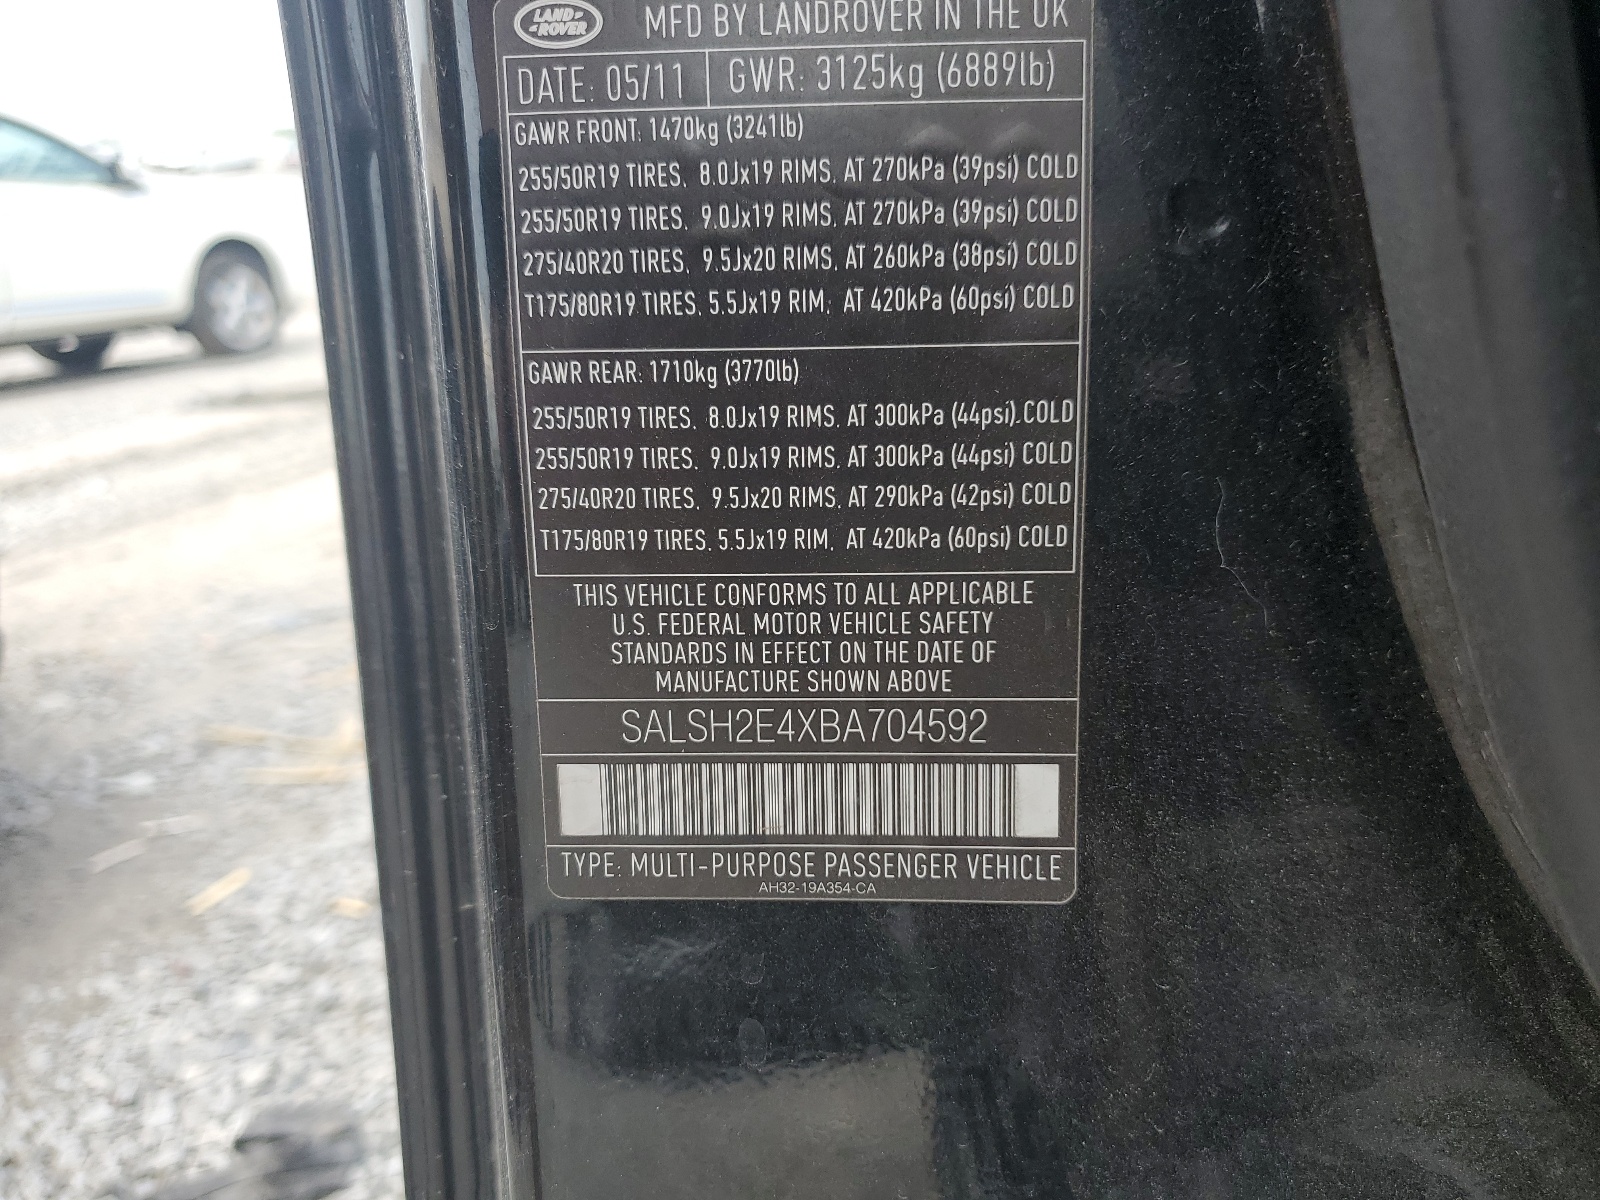 LAND ROVER
MFD BY LANDROVER IN THE UK
DATE: 05/11 GWR: 3125kg (6889lb)
GAWR FRONT: 1470kg (3241lb)
255/50R19 TIRES, 8.0Jx19 RIMS, AT 270kPa (39psi) COLD
255/50R19 TIRES, 9.0Jx19 RIMS, AT 270kPa (39psi) COLD
275/40R20 TIRES, 9.5Jx20 RIMS, AT 260kPa (38psi) COLD
T175/80R19 TIRES, 5.5Jx19 RIM, AT 420kPa (60psi) COLD
GAWR REAR: 1710kg (3770lb)
255/50R19 TIRES, 8.0Jx19 RIMS, AT 300kPa (44psi) COLD
255/50R19 TIRES, 9.0Jx19 RIMS, AT 300kPa (44psi) COLD
275/40R20 TIRES, 9.5Jx20 RIMS, AT 290kPa (42psi) COLD
T175/80R19 TIRES, 5.5Jx19 RIM, AT 420kPa (60psi) COLD
THIS VEHICLE CONFORMS TO ALL APPLICABLE
U.S. FEDERAL MOTOR VEHICLE SAFETY
STANDARDS IN EFFECT ON THE DATE OF
MANUFACTURE SHOWN ABOVE
SALSH2E4XBA704592
TYPE: MULTI-PURPOSE PASSENGER VEHICLE
AH32-19A354-CA